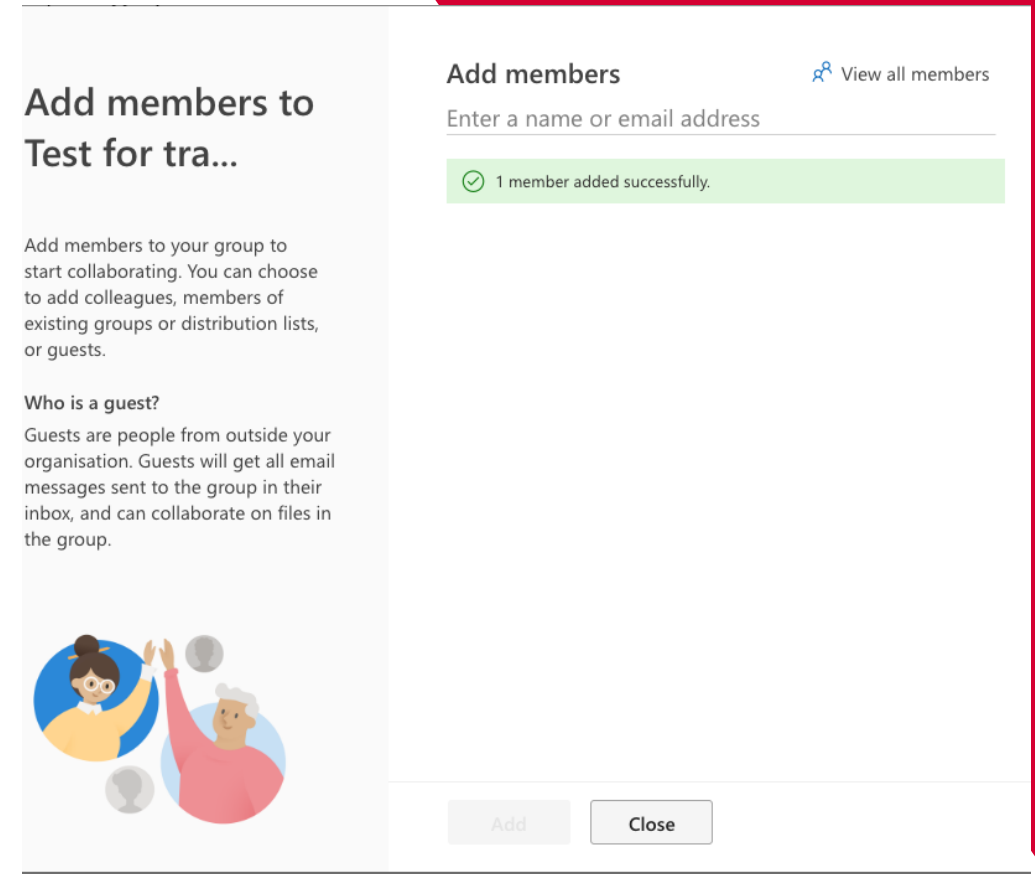 Add members to
Test for tra...
Add members to your group to
start collaborating. You can choose
to add colleagues, members of
existing groups or distribution lists,
or guests.
Who is a guest?
Guests are people from outside your
organisation. Guests will get all email
messages sent to the group in their
inbox, and can collaborate on files in
the group.
Add members
View all members
Enter a name or email address
1 member added successfully.
Add
Close